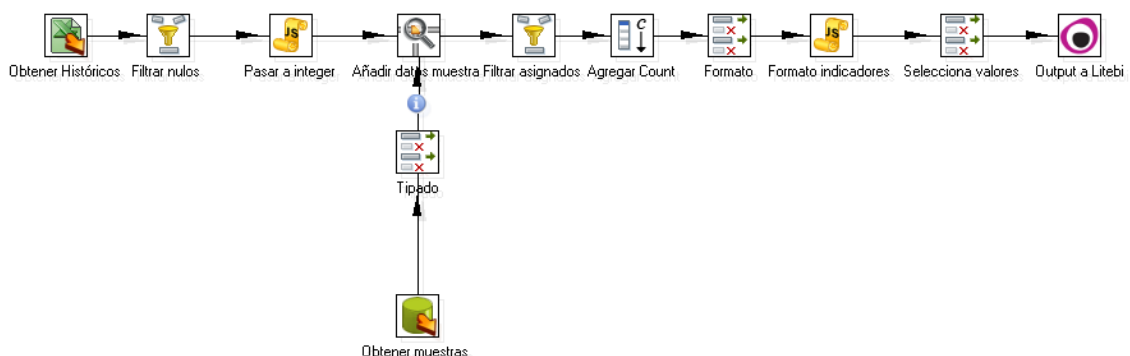 Obtener Históricos Filtrar nulos Pasar a integer Añadir datos muestra Filtrar asignados Agregar Count Formato Formato indicadores Selecciona valores Output a Litebi
Tipado
Obtener muestras